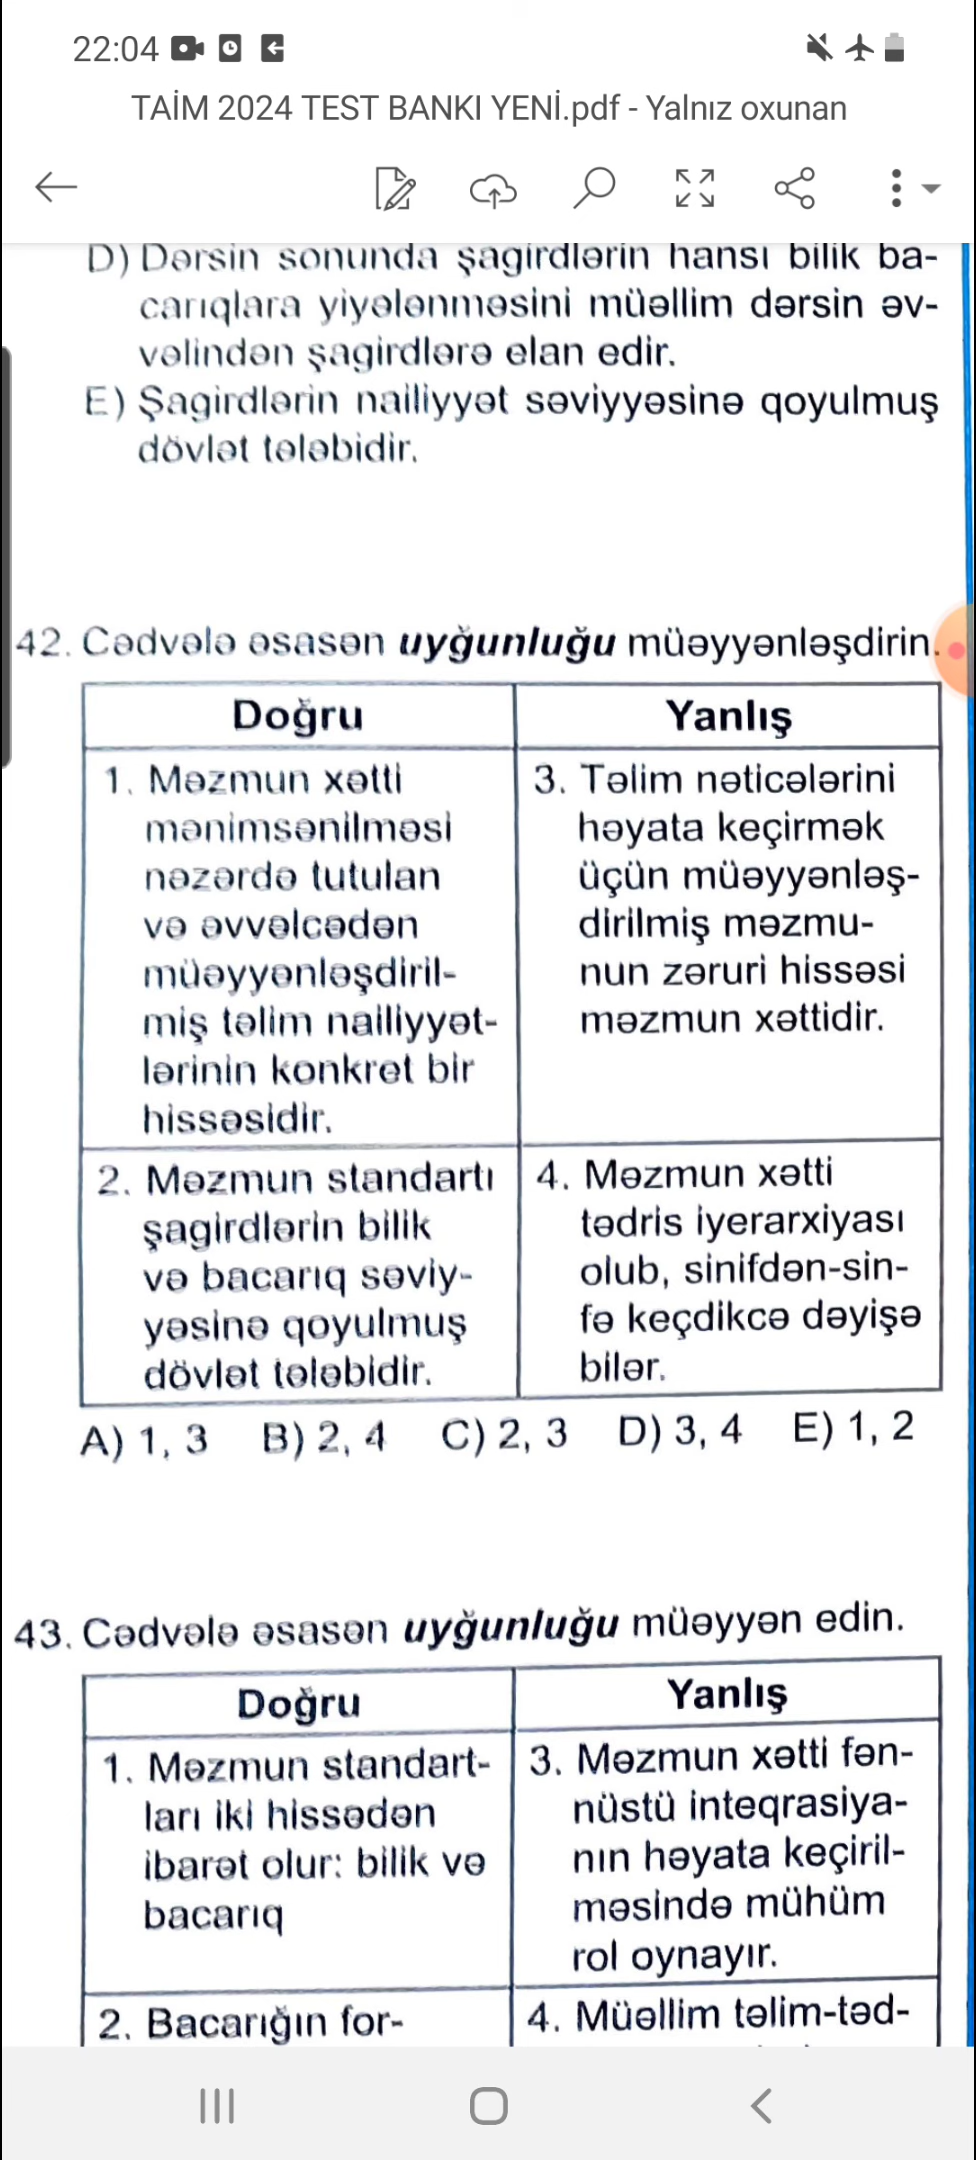 22:04
TAİM 2024 TEST BANKI YENİ.pdf - Yalnız oxunan
D) Dərsin sonunda şagirdlərin hansı bilik ba-
carıqlara yiyələnməsini müəllim dərsin əv-
vəlindən şagirdlərə elan edir.
E) Şagirdlərin nailiyyət səviyyəsinə qoyulmuş
dövlət tələbidir.
42. Cədvələ əsasən uyğunluğu müəyyənləşdirin.
Doğru
Yanlış
1. Məzmun xətti
mənimsənilməsi
nəzərdə tutulan
və əvvəlcədən
müəyyənləşdiril-
miş təlim nailiyyət-
lərinin konkret bir
hissəsidir.
3. Təlim nəticələrini
həyata keçirmək
üçün müəyyənləş-
dirilmiş məzmu-
nun zəruri hissəsi
məzmun xəttidir.
2. Məzmun standartı
şagirdlərin bilik
və bacarıq səviy-
yəsinə qoyulmuş
dövlət tələbidir.
4. Məzmun xətti
tədris iyerarxiyası
olub, sinifdən-sin-
fə keçdikcə dəyişə
bilər.
A) 1, 3 B) 2, 4 C) 2, 3 D) 3, 4 E) 1, 2
43. Cədvələ əsasən uyğunluğu müəyyən edin.
Doğru
Yanlış
1. Məzmun standart-
ları iki hissədən
ibarət olur: bilik və
bacarıq
3. Məzmun xətti fən-
nüstü inteqrasiya-
nın həyata keçiril-
məsində mühüm
rol oynayır.
2. Bacarığın for-
4. Müəllim təlim-təd-